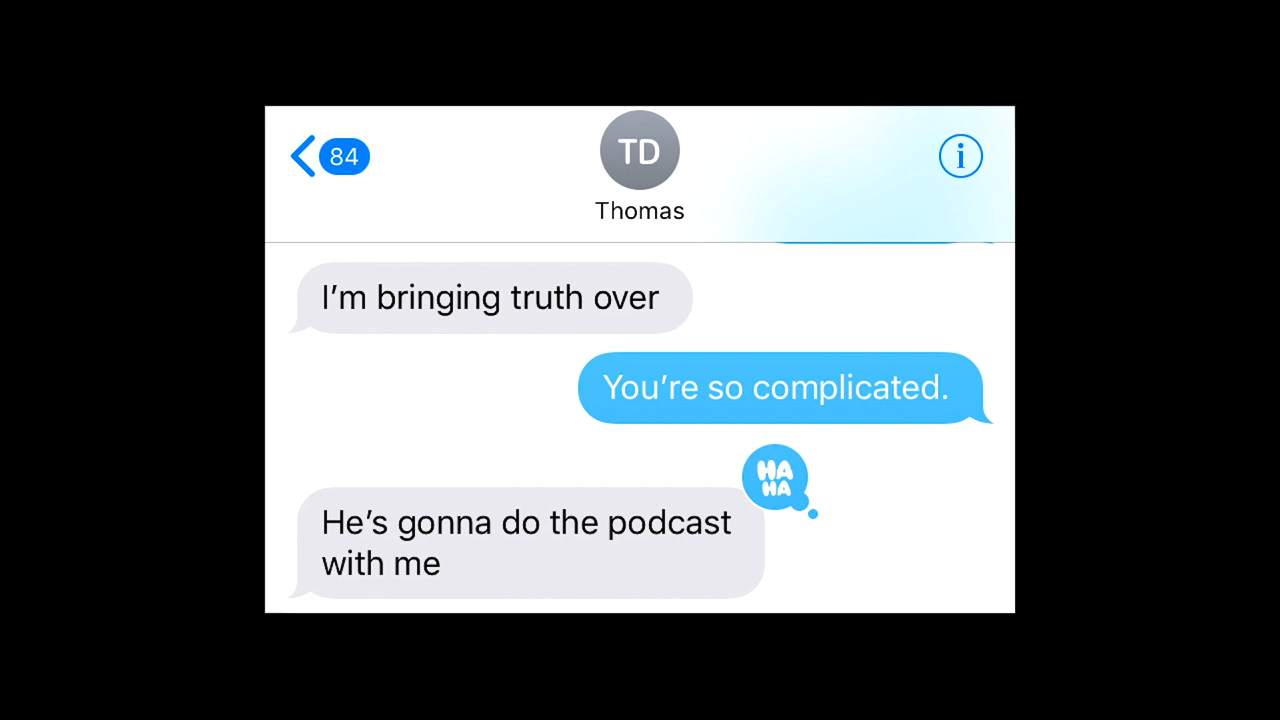 84
TD
Thomas
I’m bringing truth over
You’re so complicated.
HA
HA
He’s gonna do the podcast
with me